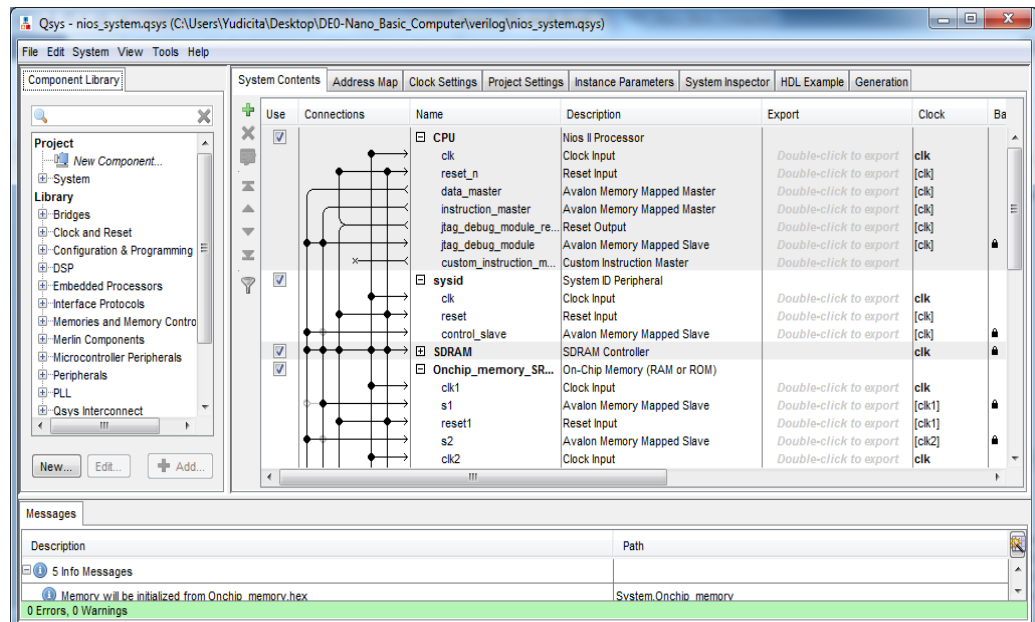 Qsys - nios_system.qsys (C:\Users\Yudicita\Desktop\DE0-Nano_Basic_Computer\verilog\nios_system.qsys)
File Edit System View Tools Help
Component Library
System Contents Address Map Clock Settings Project Settings Instance Parameters System Inspector HDL Example Generation
Project
New Component...
System
Library
Bridges
Clock and Reset
Configuration & Programming
DSP
Embedded Processors
Interface Protocols
Memories and Memory Contro
Merlin Components
Microcontroller Peripherals
Peripherals
PLL
Qsys Interconnect
New... Edit... Add...
Use Connections Name Description Export Clock Ba
CPU Nios II Processor
clk Clock Input Double-click to export clk
reset_n Reset Input Double-click to export [clk]
data_master Avalon Memory Mapped Master Double-click to export [clk]
instruction_master Avalon Memory Mapped Master Double-click to export [clk]
jtag_debug_module_re... Reset Output Double-click to export [clk]
jtag_debug_module Avalon Memory Mapped Slave Double-click to export [clk]
custom_instruction_m... Custom Instruction Master Double-click to export
sysid System ID Peripheral
clk Clock Input Double-click to export clk
reset Reset Input Double-click to export [clk]
control_slave Avalon Memory Mapped Slave Double-click to export [clk]
SDRAM SDRAM Controller clk
Onchip_memory_SR... On-Chip Memory (RAM or ROM)
clk1 Clock Input Double-click to export clk
s1 Avalon Memory Mapped Slave Double-click to export [clk1]
reset1 Reset Input Double-click to export [clk1]
s2 Avalon Memory Mapped Slave Double-click to export [clk2]
clk2 Clock Input Double-click to export clk
Messages
Description Path
5 Info Messages
Memory will be initialized from Onchip_memory.hex System.Onchip_memory
0 Errors, 0 Warnings